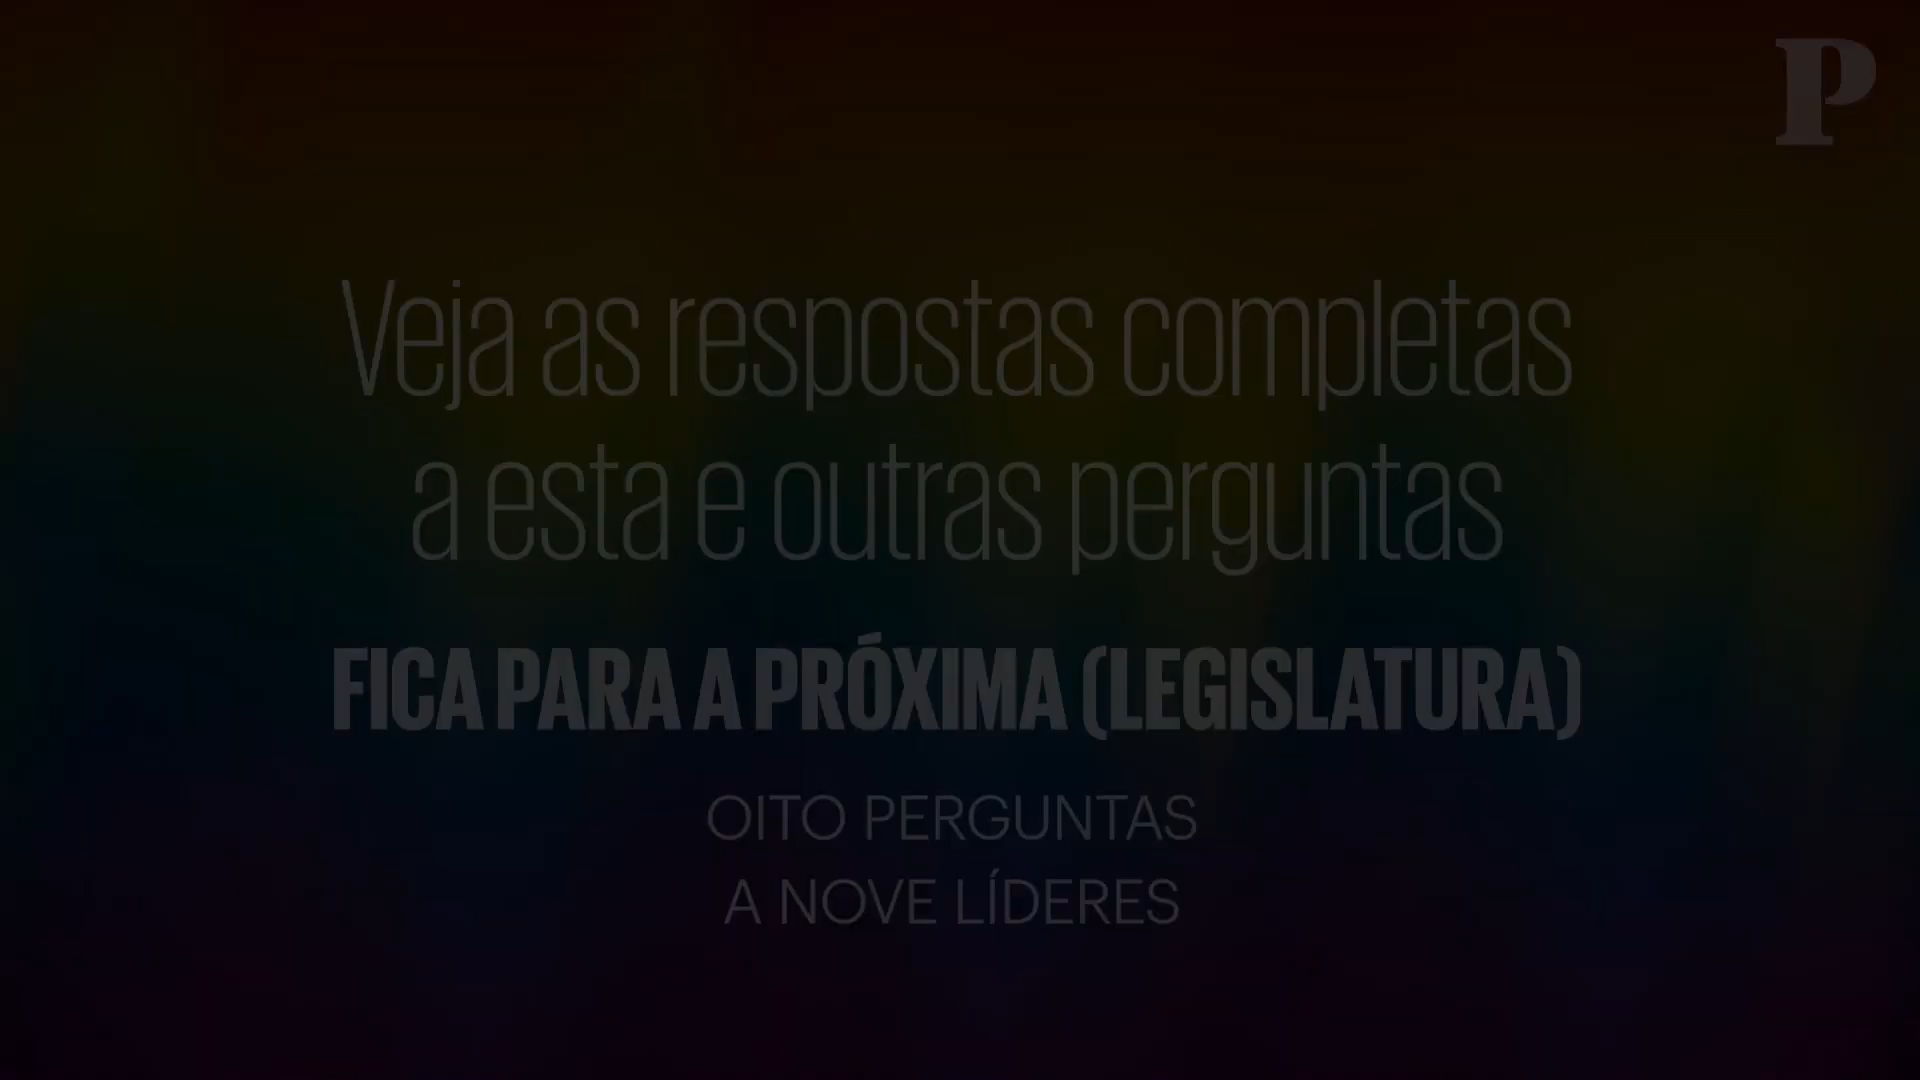 P
Veja as respostas completas
a esta e outras perguntas
FICA PARA A PRÓXIMA (LEGISLATURA)
OITO PERGUNTAS
A NOVE LÍDERES